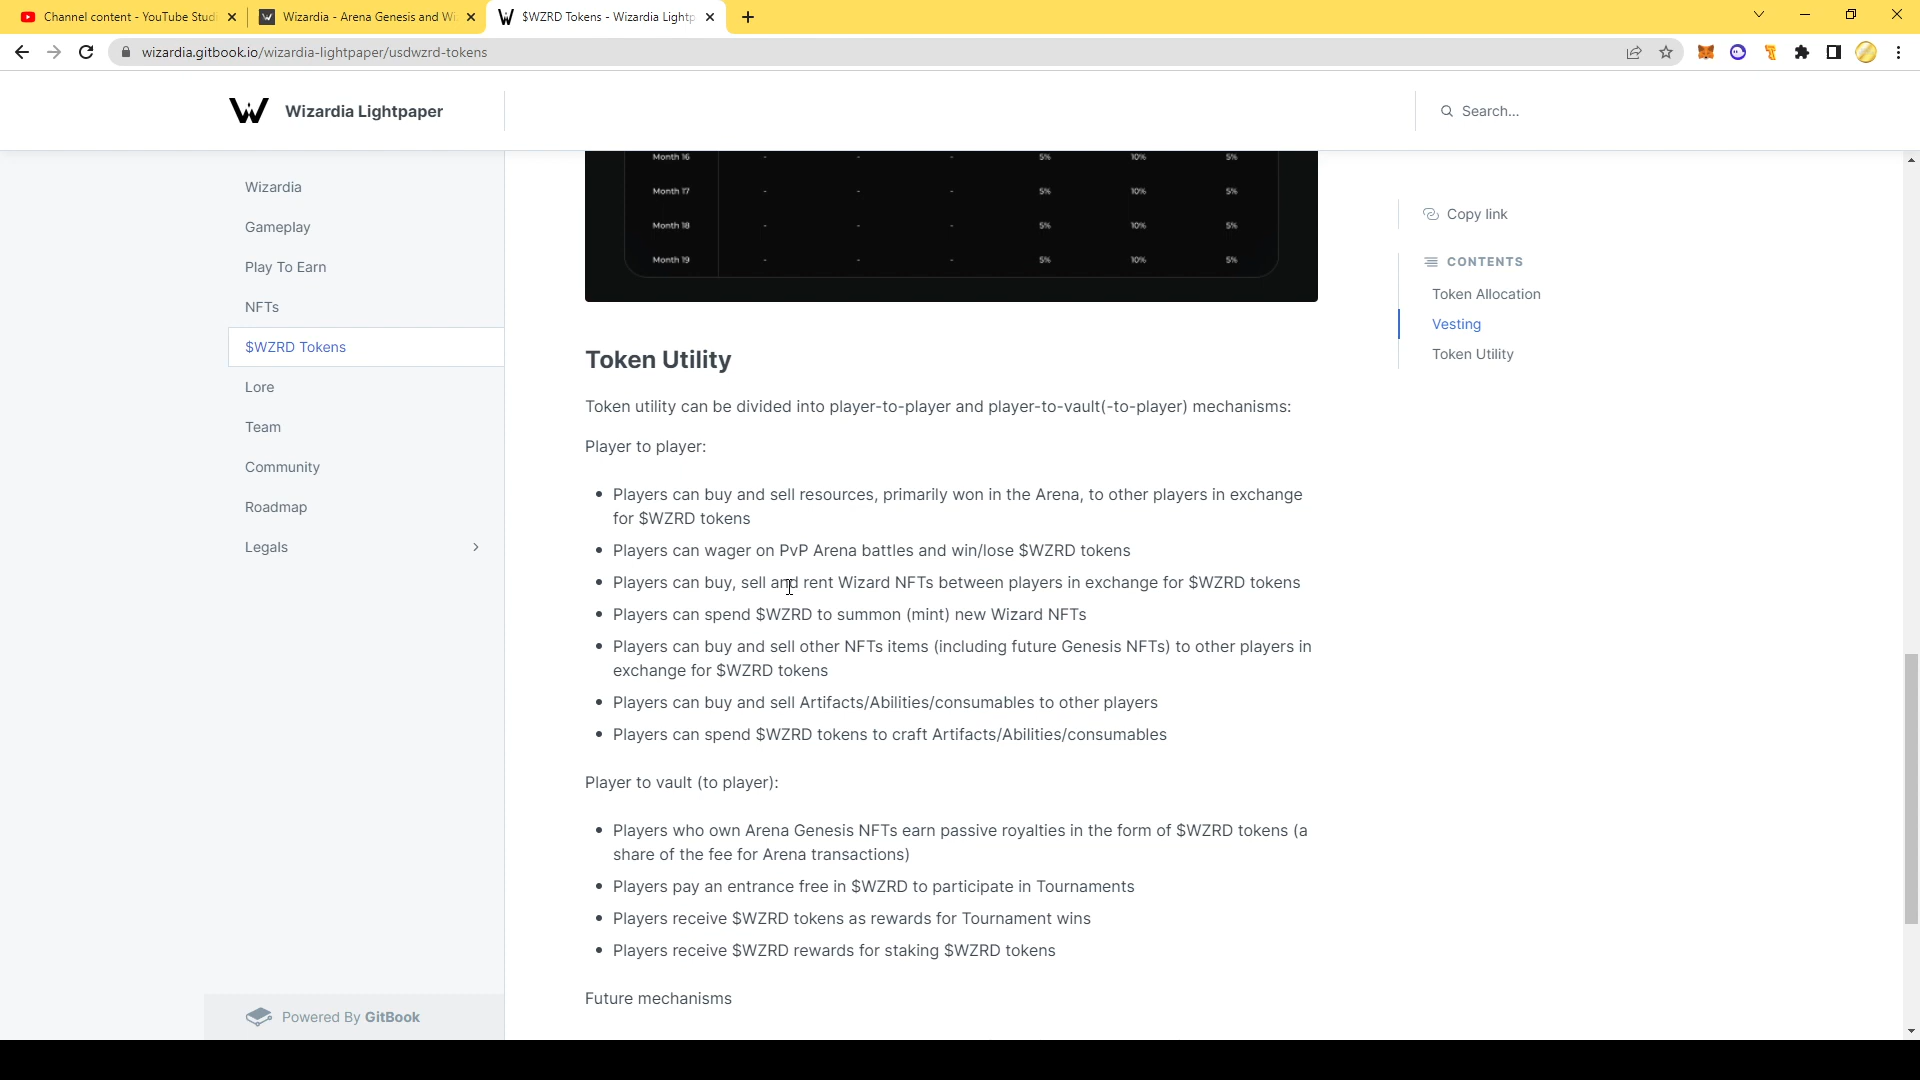 Channel content - YouTube Studi
Wizardia - Arena Genesis and Wi
$WZRD Tokens - Wizardia Lightp
wizardia.gitbook.io/wizardia-lightpaper/usdwzrd-tokens
W Wizardia Lightpaper
Search...
Wizardia
Gameplay
Play To Earn
NFTs
$WZRD Tokens
Lore
Team
Community
Roadmap
Legals
Powered By GitBook
Month 16 - - - 5% 10% 5%
Month 17 - - - 5% 10% 5%
Month 18 - - - 5% 10% 5%
Month 19 - - - 5% 10% 5%
Token Utility
Token utility can be divided into player-to-player and player-to-vault(-to-player) mechanisms:
Player to player:
• Players can buy and sell resources, primarily won in the Arena, to other players in exchange
for $WZRD tokens
• Players can wager on PvP Arena battles and win/lose $WZRD tokens
• Players can buy, sell and rent Wizard NFTs between players in exchange for $WZRD tokens
• Players can spend $WZRD to summon (mint) new Wizard NFTs
• Players can buy and sell other NFTs items (including future Genesis NFTs) to other players in
exchange for $WZRD tokens
• Players can buy and sell Artifacts/Abilities/consumables to other players
• Players can spend $WZRD tokens to craft Artifacts/Abilities/consumables
Player to vault (to player):
• Players who own Arena Genesis NFTs earn passive royalties in the form of $WZRD tokens (a
share of the fee for Arena transactions)
• Players pay an entrance free in $WZRD to participate in Tournaments
• Players receive $WZRD tokens as rewards for Tournament wins
• Players receive $WZRD rewards for staking $WZRD tokens
Future mechanisms
Copy link
CONTENTS
Token Allocation
Vesting
Token Utility